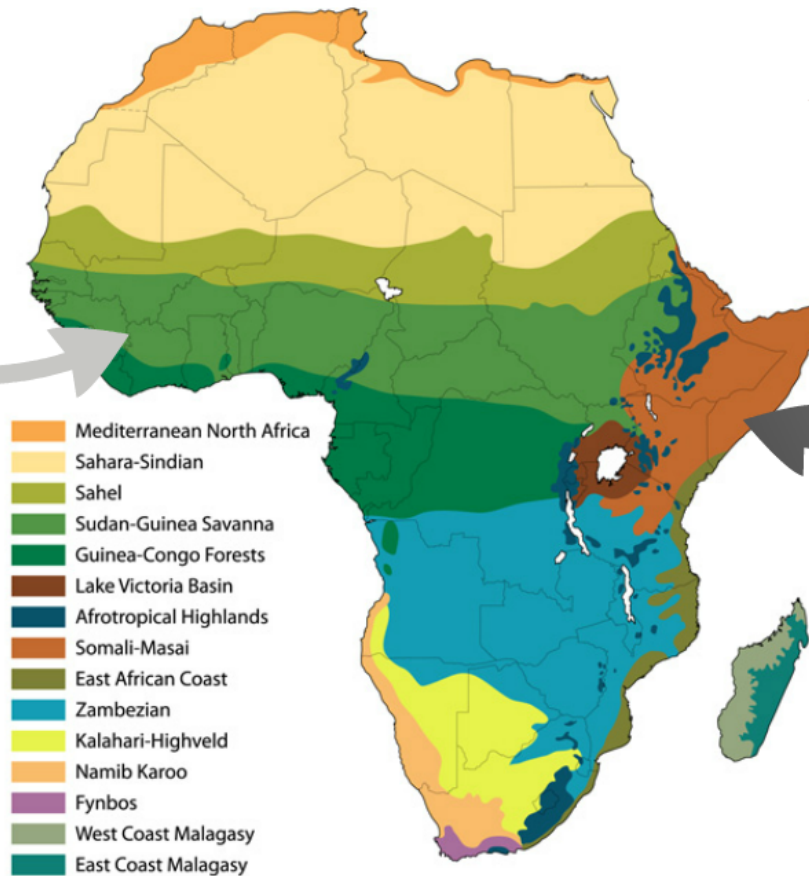 Mediterranean North Africa
Sahara-Sindian
Sahel
Sudan-Guinea Savanna
Guinea-Congo Forests
Lake Victoria Basin
Afrotropical Highlands
Somali-Masai
East African Coast
Zambezian
Kalahari-Highveld
Namib Karoo
Fynbos
West Coast Malagasy
East Coast Malagasy